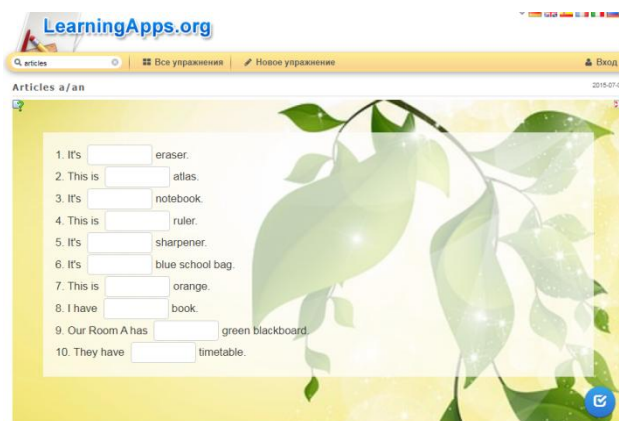 LearningApps.org
articles
Все упражнения
Новое упражнение
Вход
Articles a/an
1. It's eraser.
2. This is atlas.
3. It's notebook.
4. This is ruler.
5. It's sharpener.
6. It's blue school bag.
7. This is orange.
8. I have book.
9. Our Room A has green blackboard.
10. They have timetable.